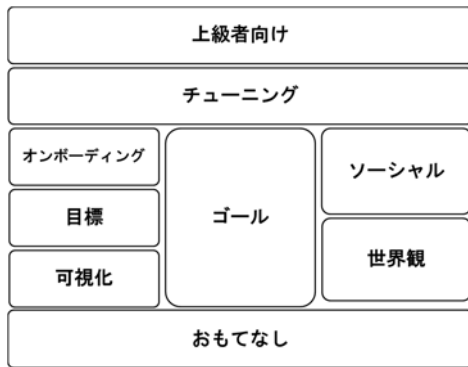 上級者向け
チューニング
オンボーディング
目標
可視化
ゴール
ソーシャル
世界観
おもてなし